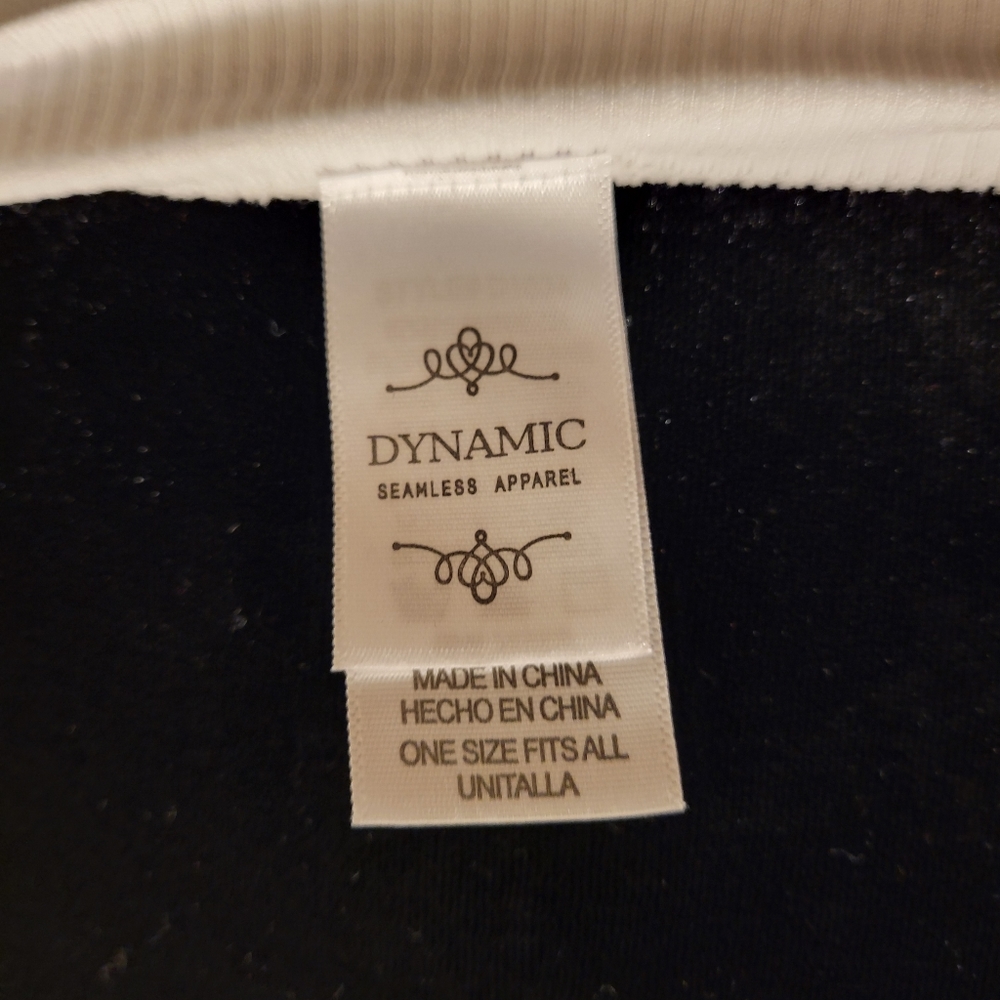 DYNAMIC
SEAMLESS APPAREL
MADE IN CHINA
HECHO EN CHINA
ONE SIZE FITS ALL
UNITALLA